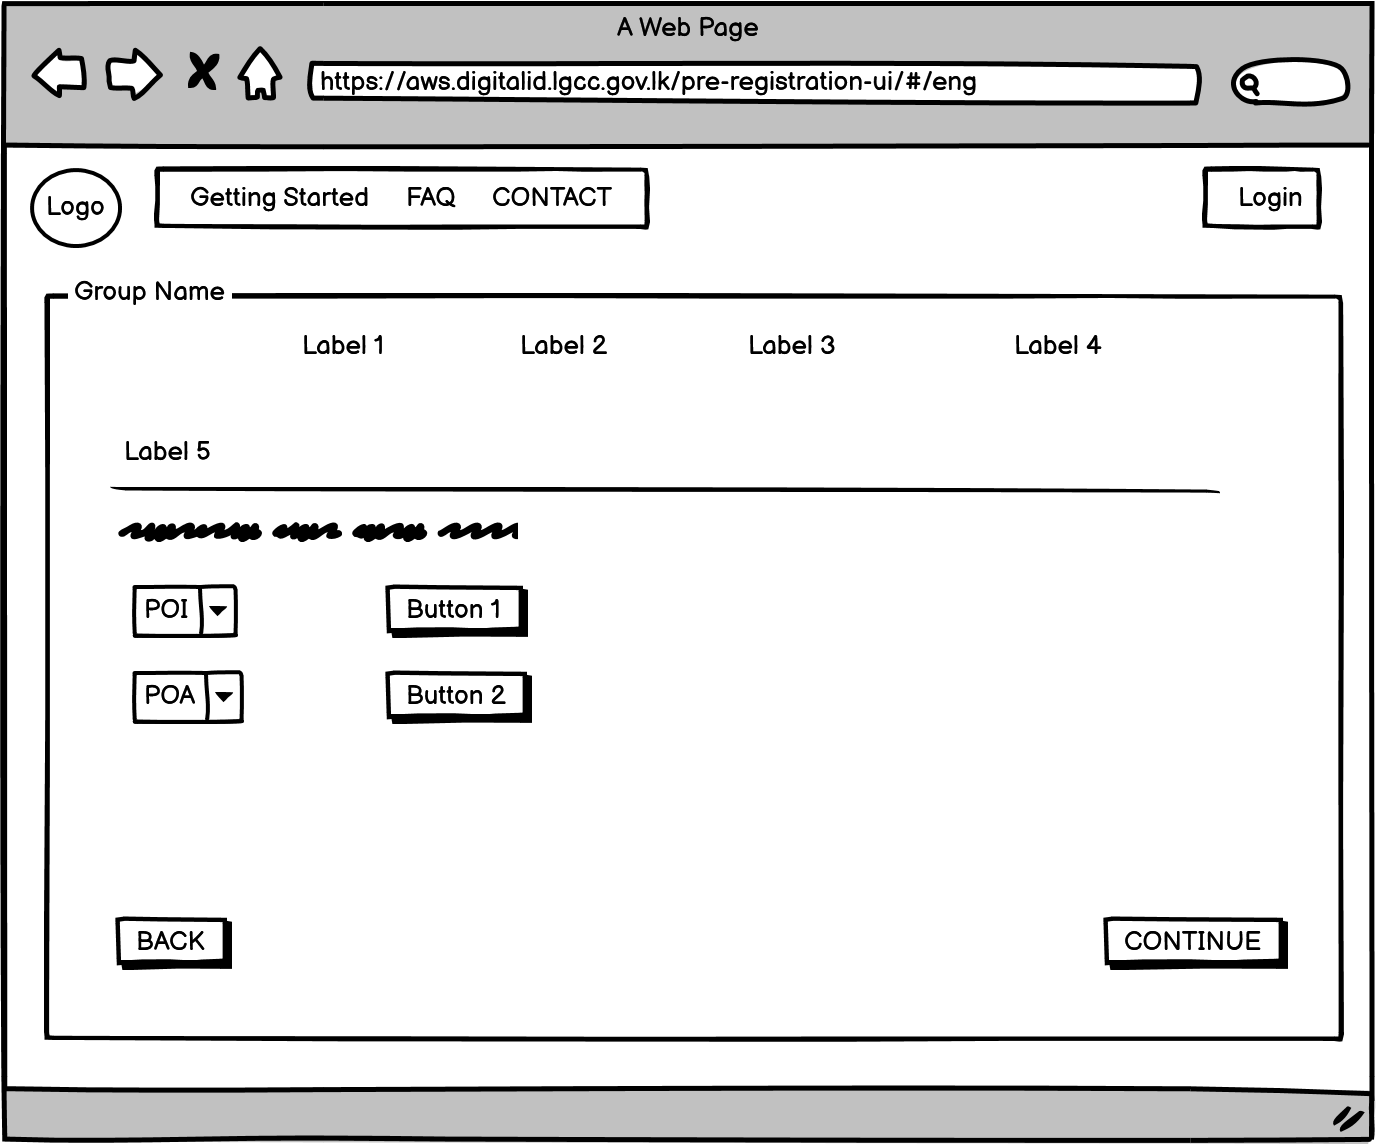 A Web Page
https://aws.digitalid.lgcc.gov.lk/pre-registration-ui/#/eng
Logo Getting Started FAQ CONTACT Login
Group Name
Label 1 Label 2 Label 3 Label 4
Label 5
POI Button 1
POA Button 2
BACK CONTINUE